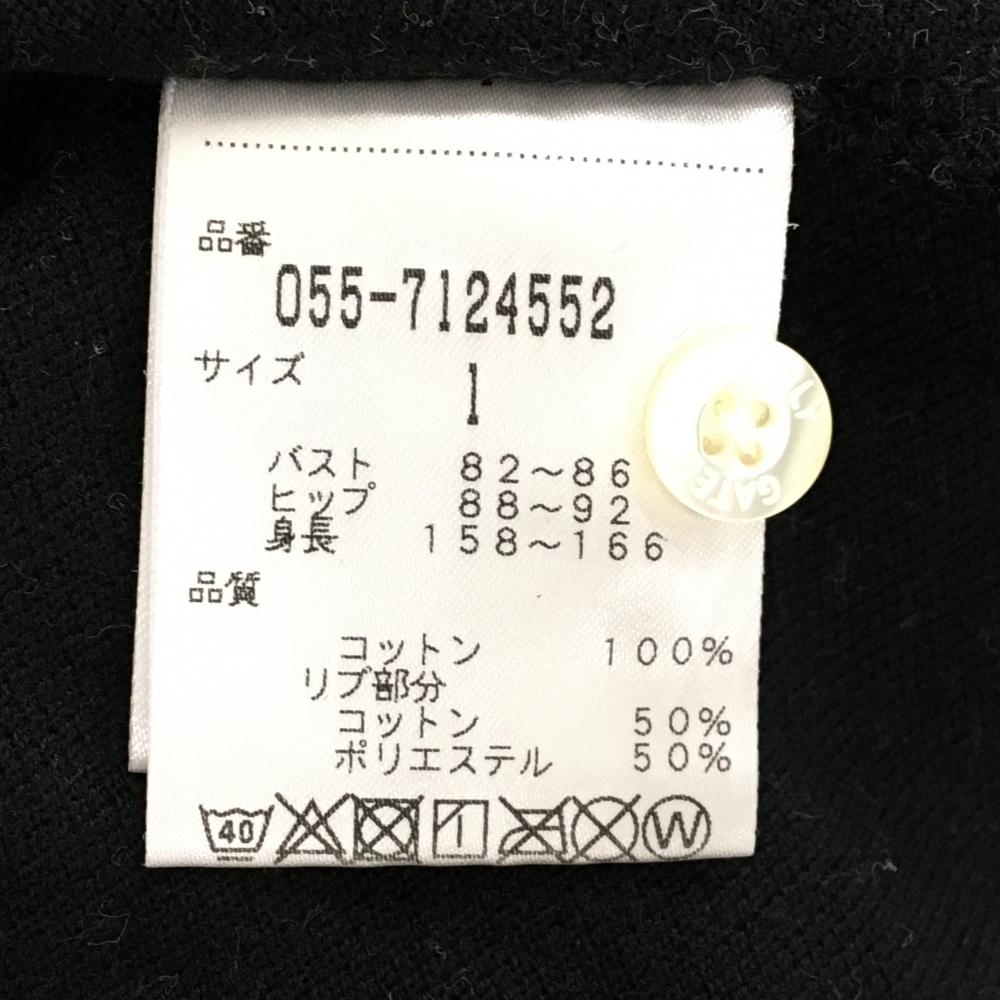 品番
055-7124552
サイズ
1
バスト 82～86
ヒップ 88～92
身長 158～166
品質
コットン 100%
リブ部分
コットン 50%
ポリエステル 50%
40
W
GATE